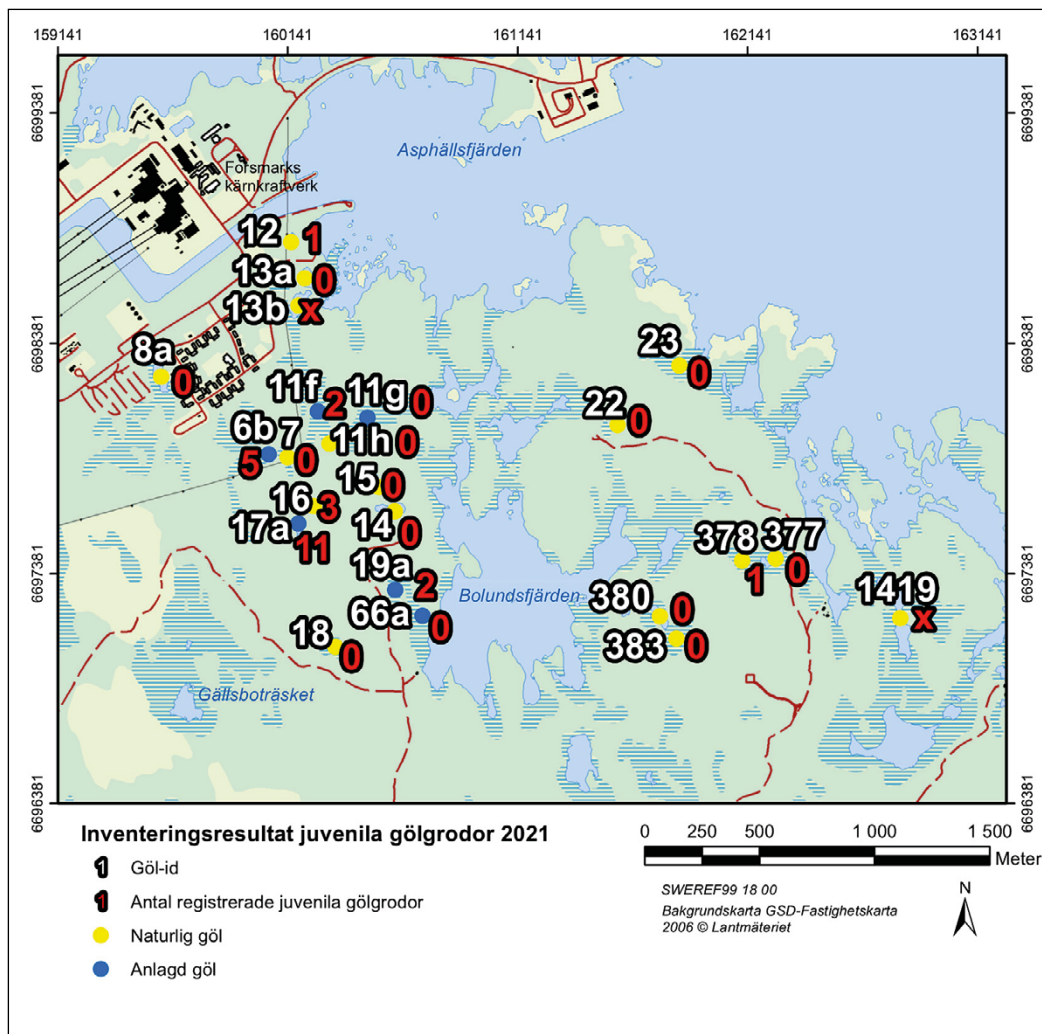 159141 160141 161141 162141 163141
6699381 6699381
Asphällsfjärden
Forsmarks
kärnkraftverk
12 1
13a 0
13b x
6698381 6698381
23
0
8a
0
11f 2 11g 0
22 0
6b 7 11h 0
5 0
15 0
16 3
17a 14 0
11
378 377
1 0
6697381 6697381
19a 2
Bolundsfjärden
380 0
1419 x
66a 0
383 0
18 0
Gällsboträsket
6696381 6696381
Inventeringsresultat juvenila gölgrodor 2021
1 Göl-id
1 Antal registrerade juvenila gölgrodor
Naturlig göl
Anlagd göl
0 250 500 1 000 1 500
Meter
SWEREF99 18 00
Bakgrundskarta GSD-Fastighetskarta
2006 © Lantmäteriet
N